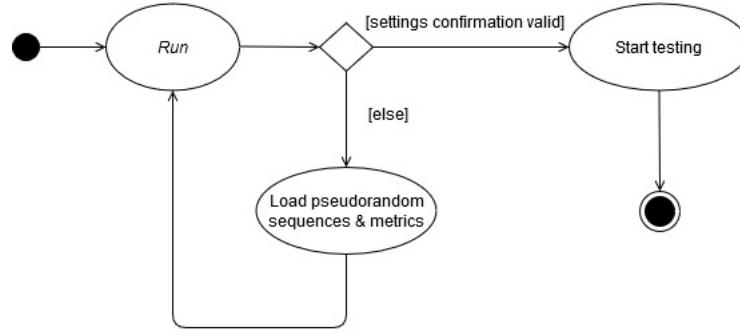 [settings confirmation valid]
Run
Start testing
[else]
Load pseudorandom
sequences & metrics